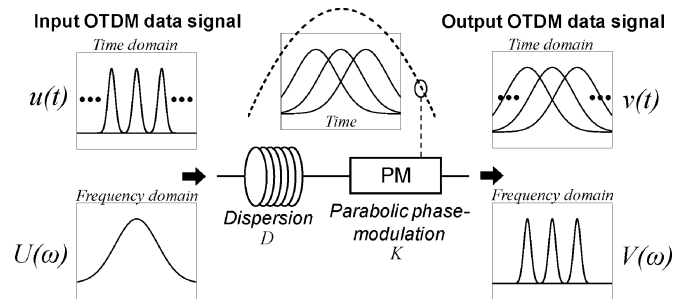 Input OTDM data signal
Time domain
u(t)
Frequency domain
U(ω)
Time
Dispersion
D
PM
Parabolic phase-
modulation
K
Output OTDM data signal
Time domain
v(t)
Frequency domain
V(ω)